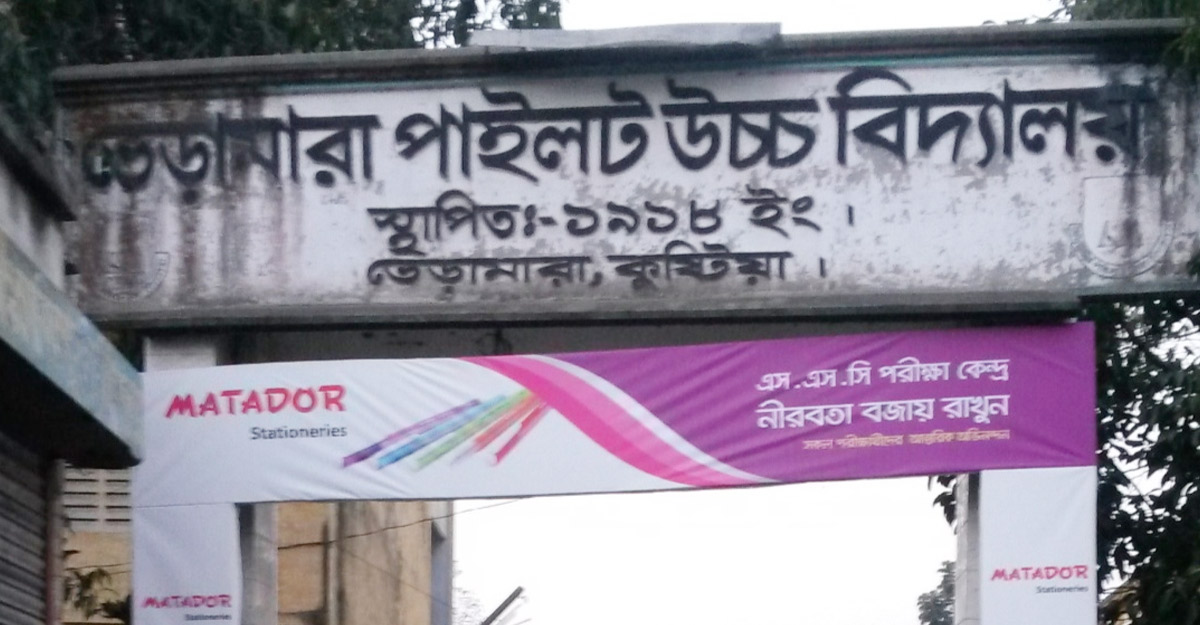 ভেড়ামারা পাইলট উচ্চ বিদ্যালয়
স্থাপিতঃ-১৯১৮ ইং ।
ভেড়ামারা, কুষ্টিয়া ।
MATADOR
Stationeries
এস.এস.সি পরীক্ষা কেন্দ্র
নীরবতা বজায় রাখুন
সকল পরীক্ষার্থীদের আন্তরিক অভিনন্দন
MATADOR
Stationeries
MATADOR
Stationeries